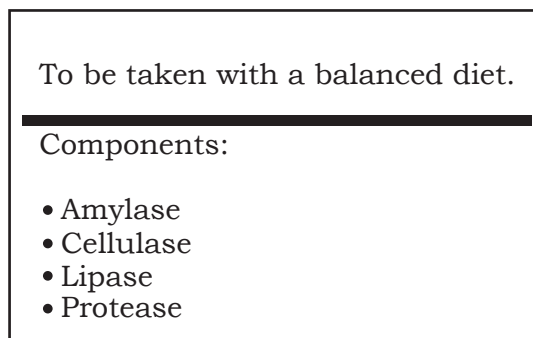 To be taken with a balanced diet.
Components:
• Amylase
• Cellulase
• Lipase
• Protease